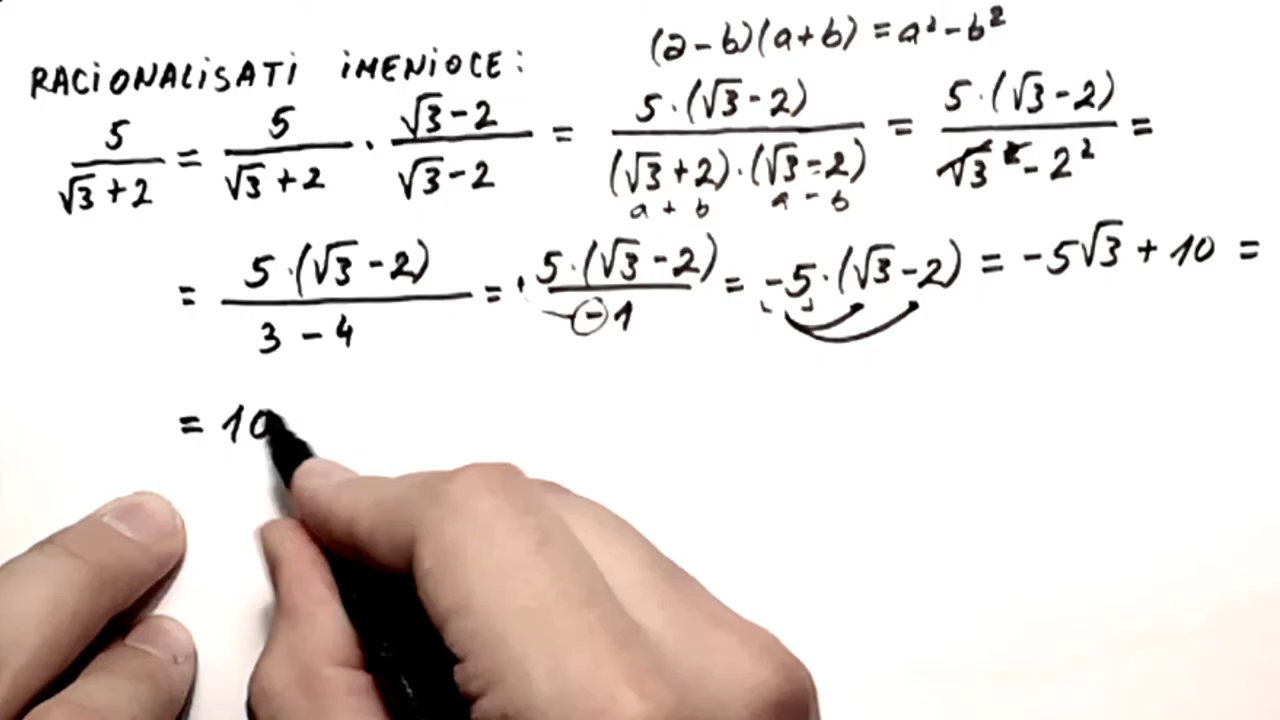 (a-b)(a+b) = a² - b²
RACIONALISATI IMENIOCE:
5/(√3+2) = 5/(√3+2) · (√3-2)/(√3-2) = 5·(√3-2)/((√3+2)·(√3-2)) = 5·(√3-2)/(√3² - 2²) =
a + b a - b
= 5·(√3-2)/(3-4) = 5·(√3-2)/(-1) = -5·(√3-2) = -5√3 + 10 =
= 10